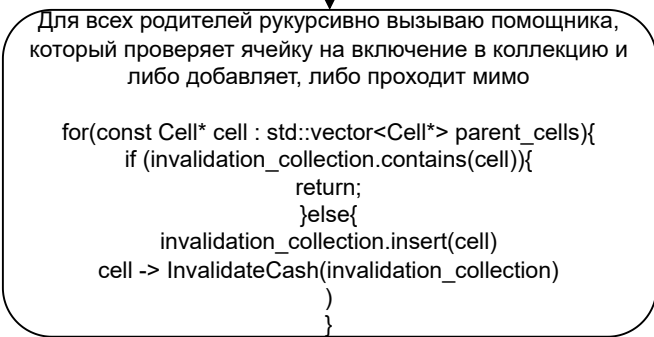 Для всех родителей рукурсивно вызываю помощника,
который проверяет ячейку на включение в коллекцию и
либо добавляет, либо проходит мимо
for(const Cell* cell : std::vector<Cell*> parent_cells){
if (invalidation_collection.contains(cell)){
return;
}else{
invalidation_collection.insert(cell)
cell -> InvalidateCash(invalidation_collection)
)
}